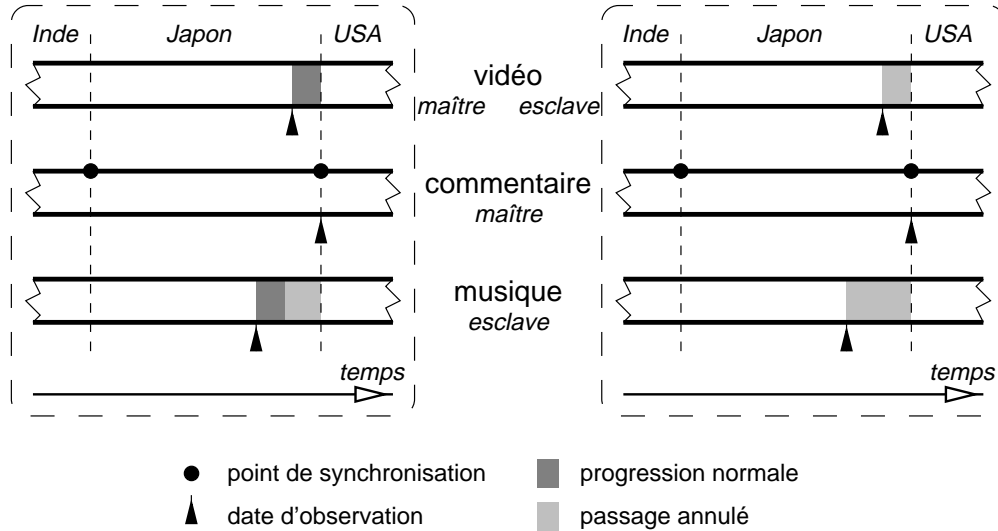 Inde Japon USA
Inde Japon USA
vidéo
maître esclave
commentaire
maître
musique
esclave
temps
temps
point de synchronisation
progression normale
date d'observation
passage annulé